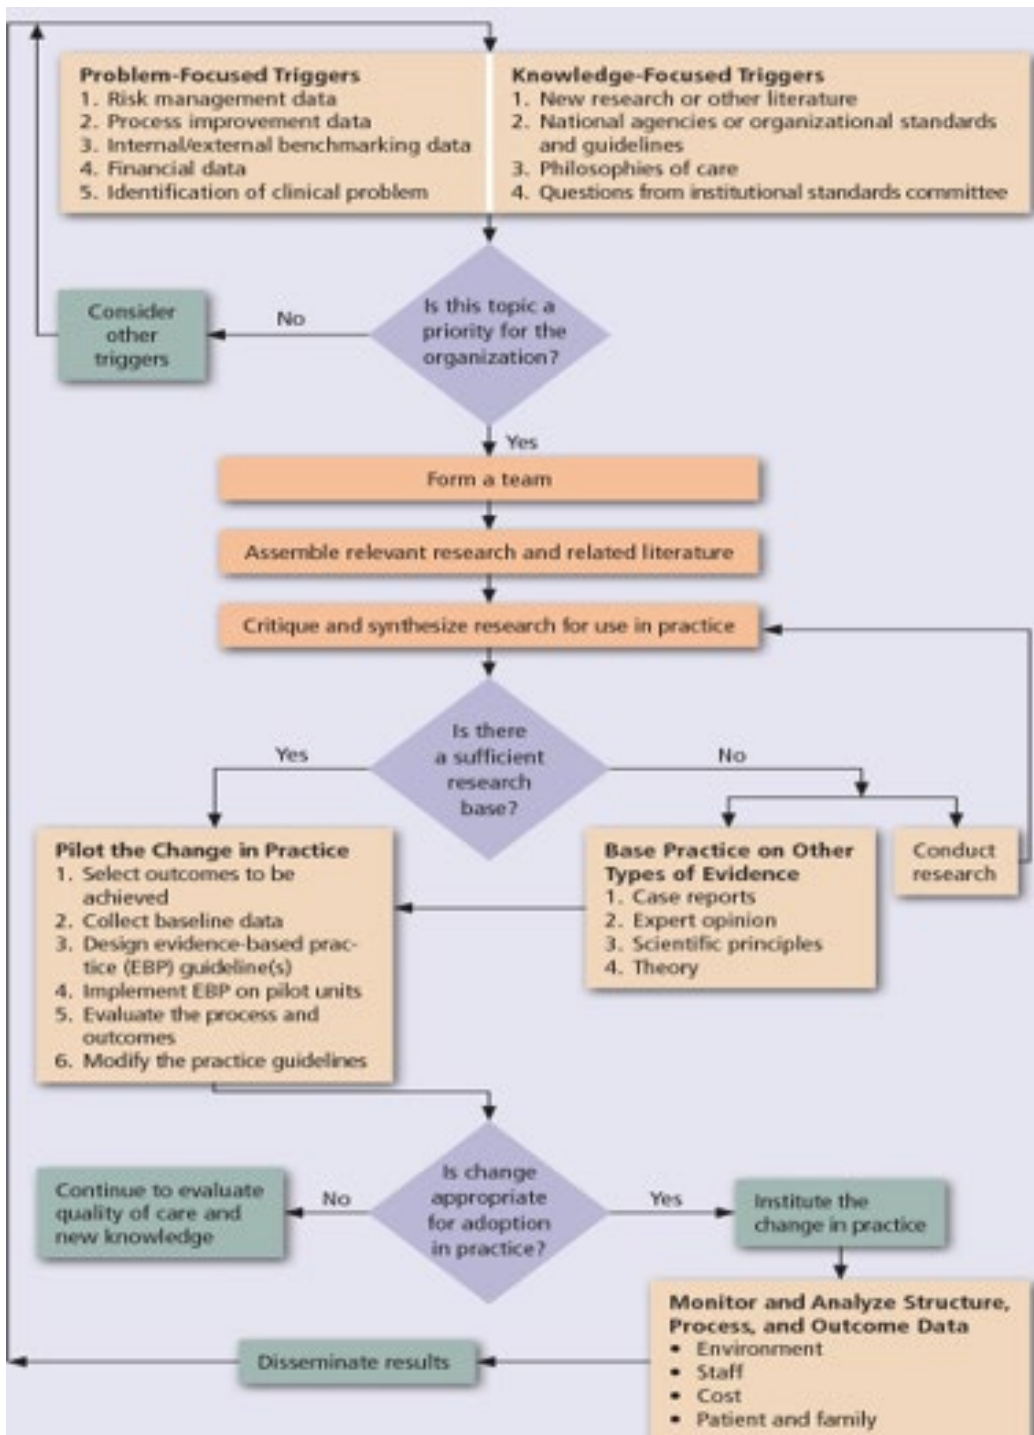 Problem-Focused Triggers
1. Risk management data
2. Process improvement data
3. Internal/external benchmarking data
4. Financial data
5. Identification of clinical problem
Knowledge-Focused Triggers
1. New research or other literature
2. National agencies or organizational standards
and guidelines
3. Philosophies of care
4. Questions from institutional standards committee
Is this topic a
priority for the
organization?
No
Consider
other
triggers
Yes
Form a team
Assemble relevant research and related literature
Critique and synthesize research for use in practice
Is there
a sufficient
research
base?
Yes
No
Pilot the Change in Practice
1. Select outcomes to be
achieved
2. Collect baseline data
3. Design evidence-based prac-
tice (EBP) guideline(s)
4. Implement EBP on pilot units
5. Evaluate the process and
outcomes
6. Modify the practice guidelines
Base Practice on Other
Types of Evidence
1. Case reports
2. Expert opinion
3. Scientific principles
4. Theory
Conduct
research
Is change
appropriate
for adoption
in practice?
No
Continue to evaluate
quality of care and
new knowledge
Yes
Institute the
change in practice
Monitor and Analyze Structure,
Process, and Outcome Data
• Environment
• Staff
• Cost
• Patient and family
Disseminate results